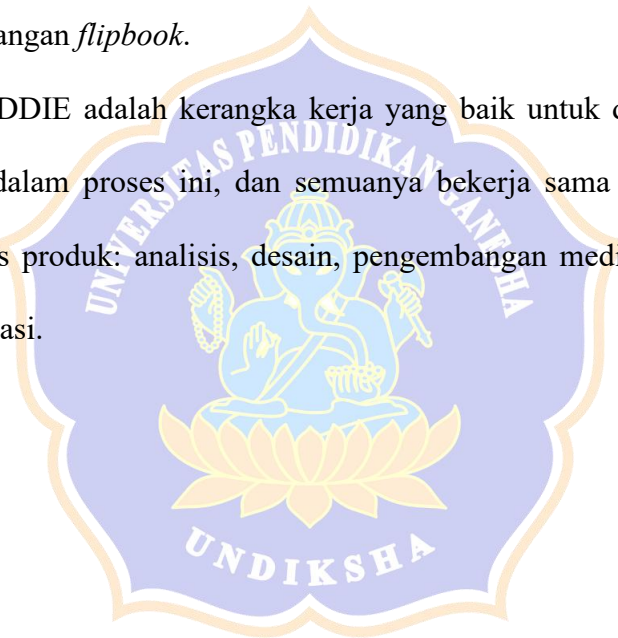 angan flipbook.
DDIE adalah kerangka kerja yang baik untuk d
dalam proses ini, dan semuanya bekerja sama
s produk: analisis, desain, pengembangan medi
asi.
UNIVERSITAS PENDIDIKAN GANESHA
UNDIKSHA